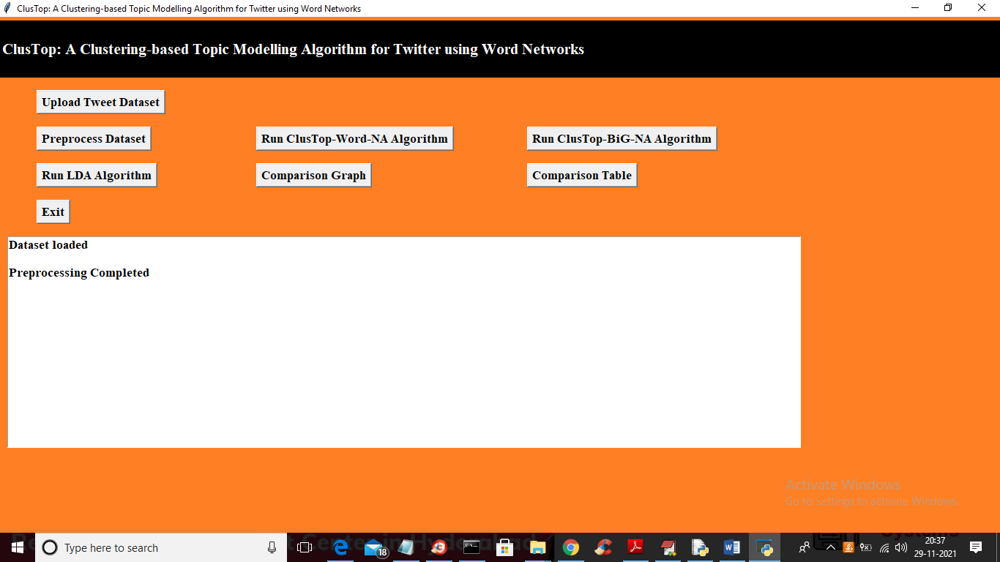 ClusTop: A Clustering-based Topic Modelling Algorithm for Twitter using Word Networks
ClusTop: A Clustering-based Topic Modelling Algorithm for Twitter using Word Networks
Upload Tweet Dataset
Preprocess Dataset Run ClusTop-Word-NA Algorithm Run ClusTop-BiG-NA Algorithm
Run LDA Algorithm Comparison Graph Comparison Table
Exit
Dataset loaded
Preprocessing Completed
Activate Windows
Go to Settings to activate Windows.
Type here to search
18
20:37
29-11-2021